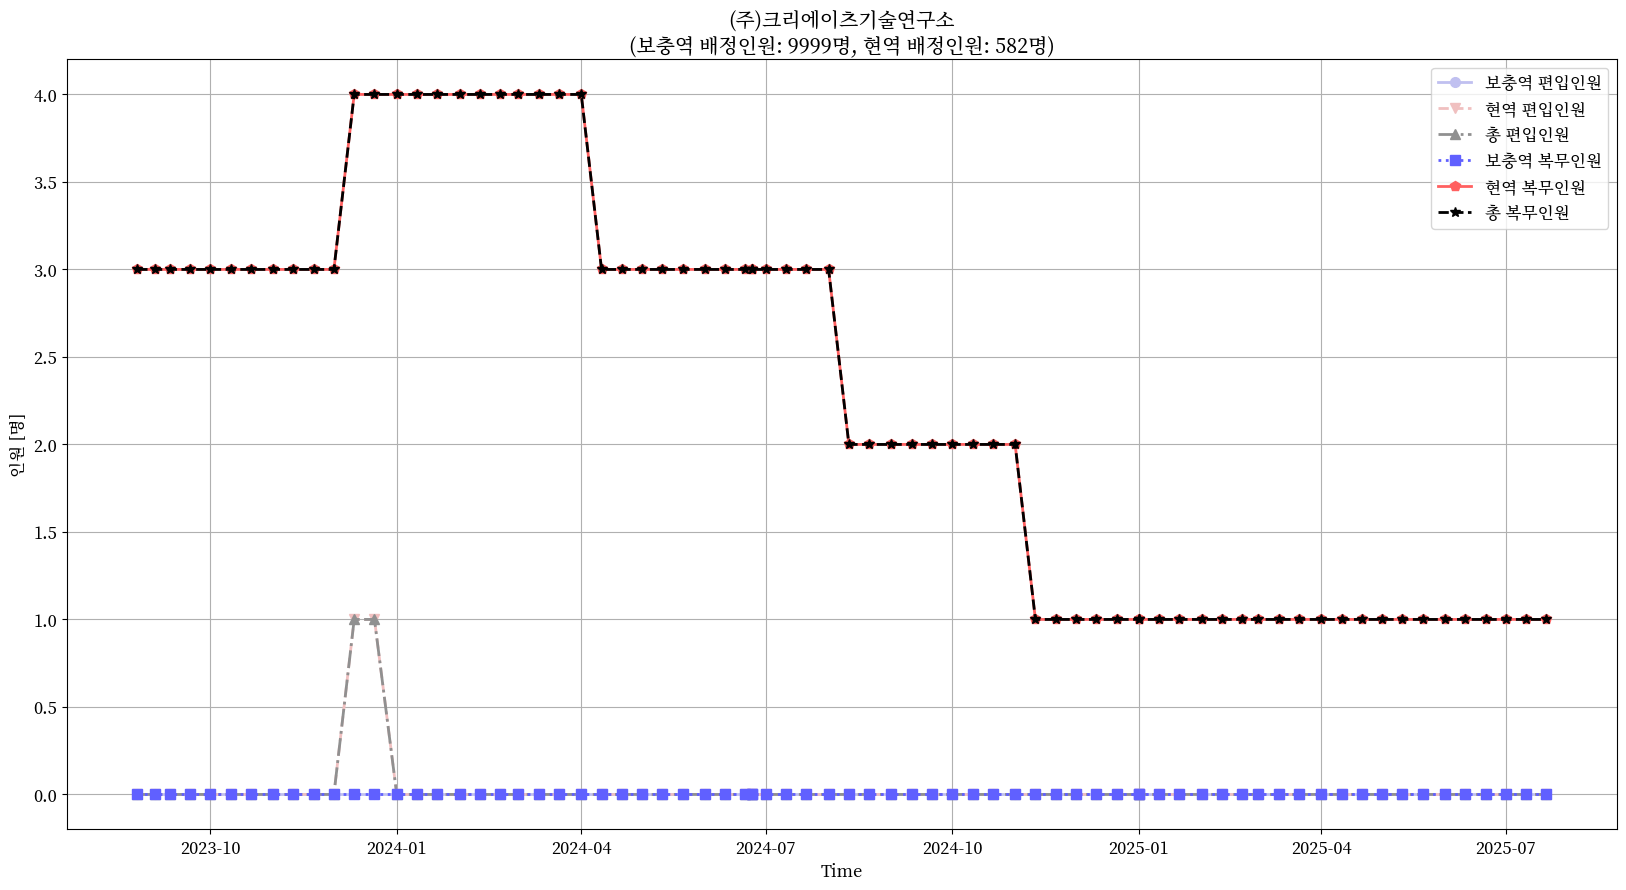 (주)크리에이츠기술연구소
(보충역 배정인원: 9999명, 현역 배정인원: 582명)
보충역 편입인원
현역 편입인원
총 편입인원
보충역 복무인원
현역 복무인원
총 복무인원
4.0
3.5
3.0
2.5
2.0
1.5
1.0
0.5
0.0
인원 [명]
2023-10 2024-01 2024-04 2024-07 2024-10 2025-01 2025-04 2025-07
Time